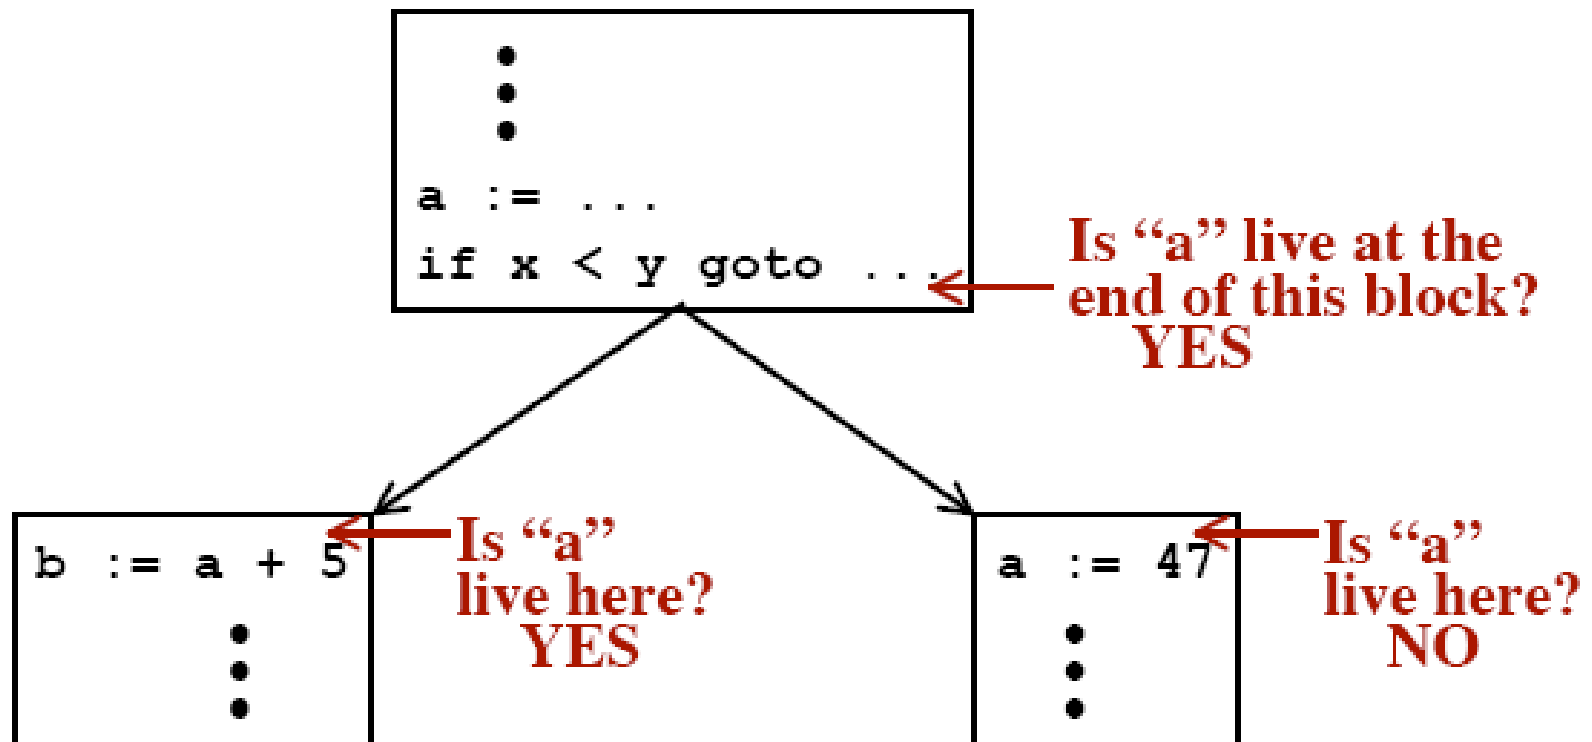 a := ...
if x < y goto ...
Is “a” live at the
end of this block?
YES
b := a + 5
Is “a”
live here?
YES
a := 47
Is “a”
live here?
NO